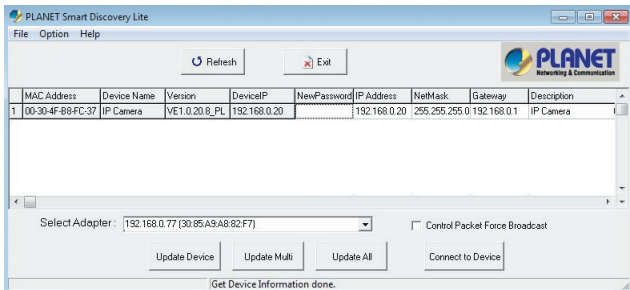 PLANET Smart Discovery Lite
File Option Help
Refresh Exit
PLANET
Networking & Communication
MAC Address Device Name Version DeviceIP NewPassword IP Address NetMask Gateway Description
1 00-30-4F-B8-FC-37 IP Camera VE1.0.20.8_PL 192.168.0.20 192.168.0.20 255.255.255.0 192.168.0.1 IP Camera
Select Adapter : 192.168.0.77 (30:85:A9:A8:82:F7) Control Packet Force Broadcast
Update Device Update Multi Update All Connect to Device
Get Device Information done.